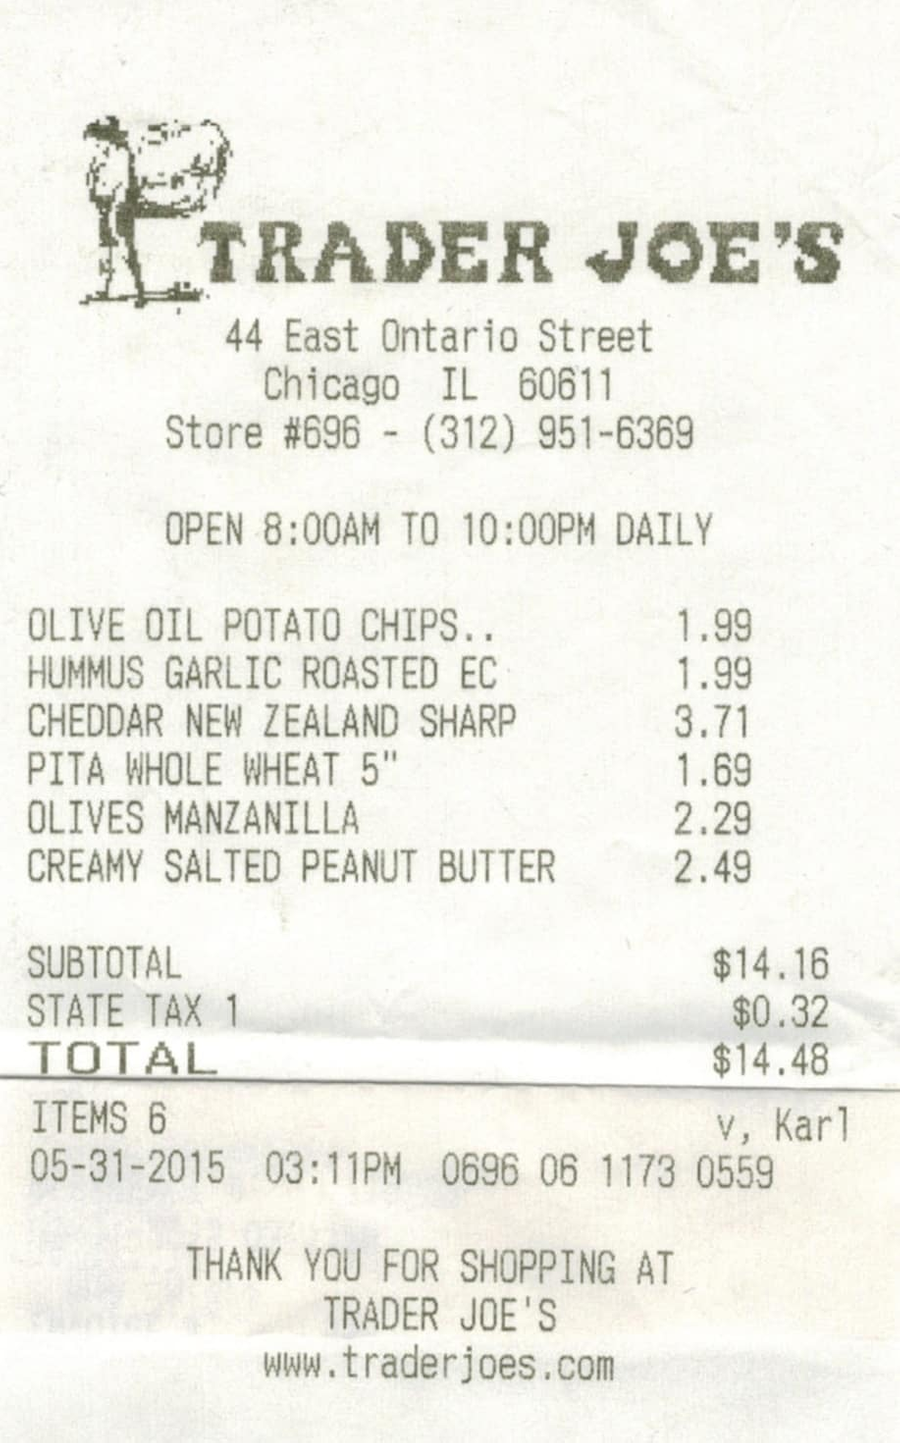 TRADER JOE'S
44 East Ontario Street
Chicago IL 60611
Store #696 - (312) 951-6369
OPEN 8:00AM TO 10:00PM DAILY
OLIVE OIL POTATO CHIPS.. 1.99
HUMMUS GARLIC ROASTED EC 1.99
CHEDDAR NEW ZEALAND SHARP 3.71
PITA WHOLE WHEAT 5" 1.69
OLIVES MANZANILLA 2.29
CREAMY SALTED PEANUT BUTTER 2.49
SUBTOTAL $14.16
STATE TAX 1 $0.32
TOTAL $14.48
ITEMS 6 v, Karl
05-31-2015 03:11PM 0696 06 1173 0559
THANK YOU FOR SHOPPING AT
TRADER JOE'S
www.traderjoes.com